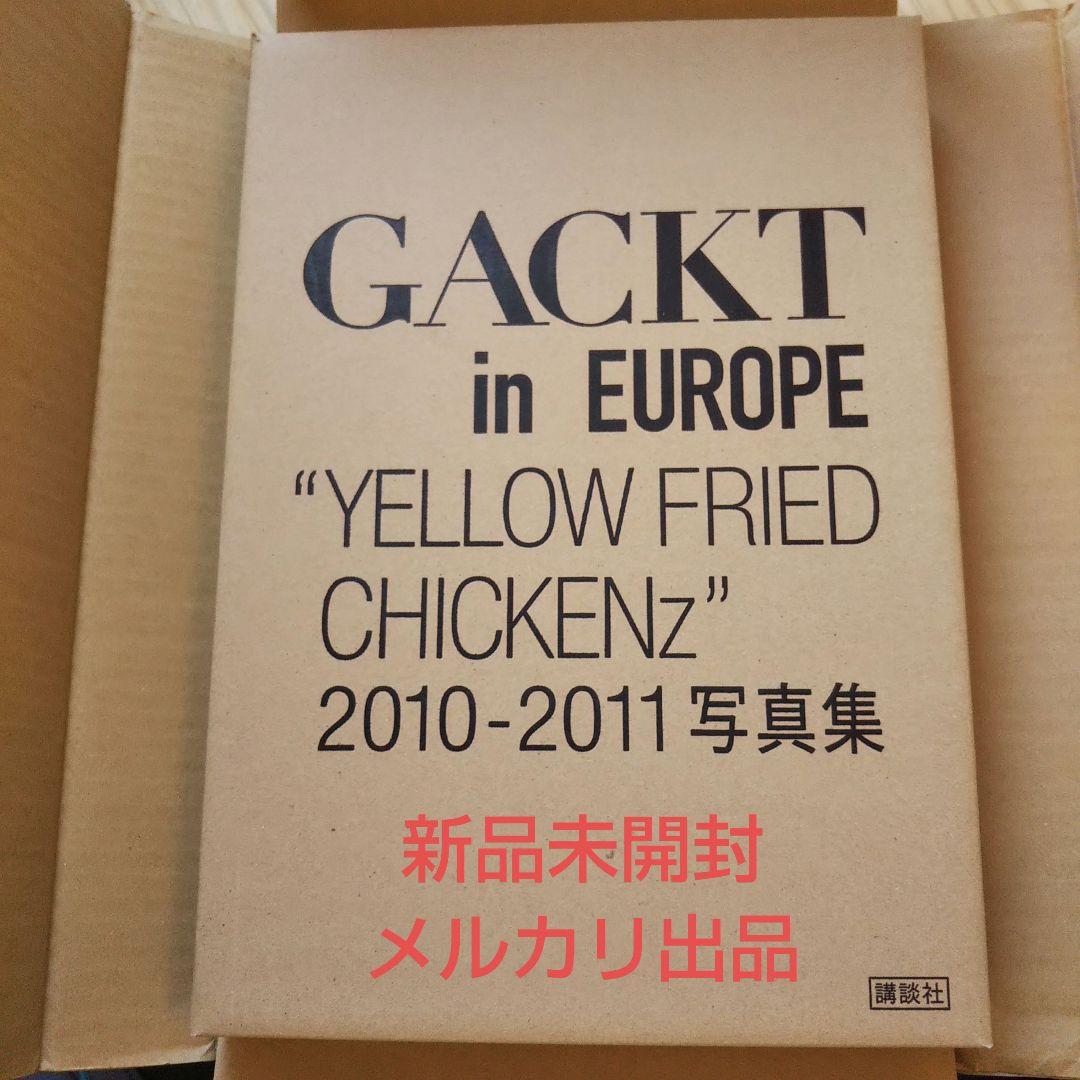 GACKT
in EUROPE
“YELLOW FRIED
CHICKENz”
2010-2011 写真集
新品未開封
メルカリ出品
講談社